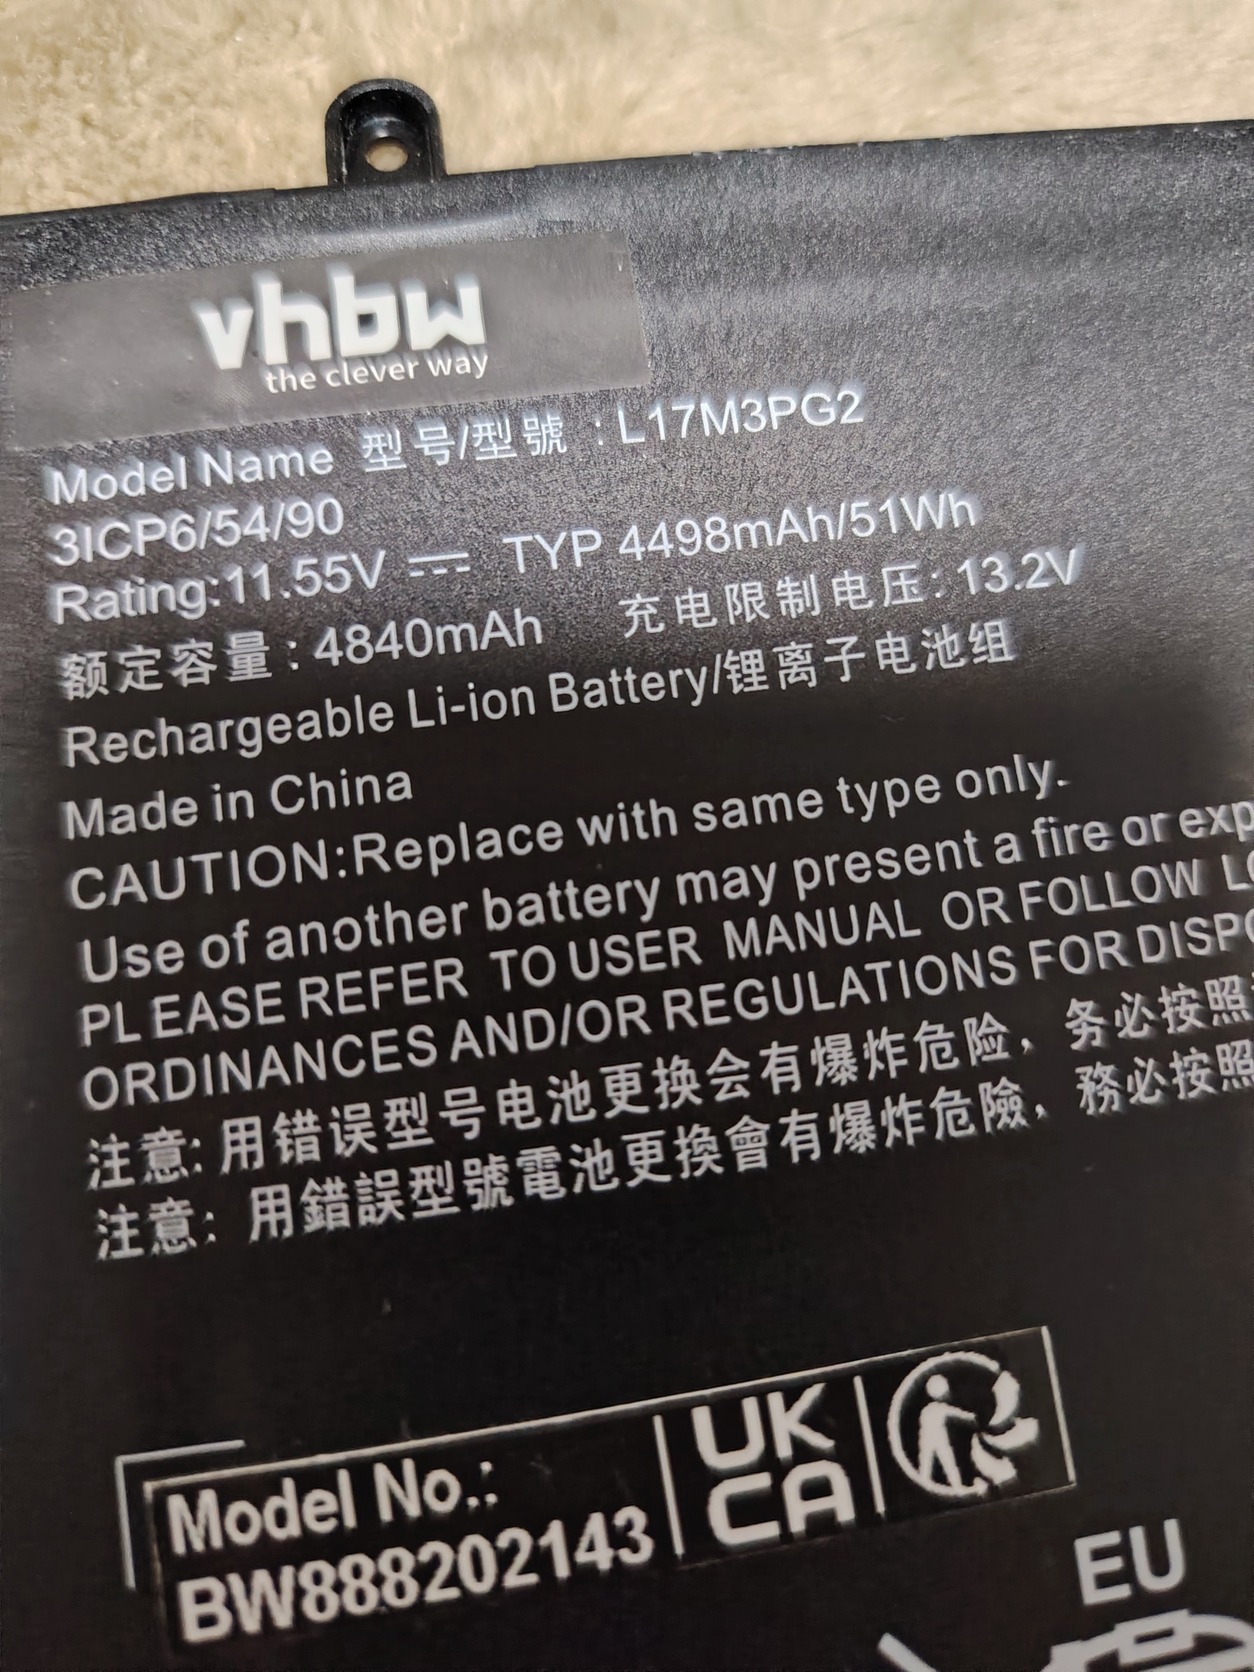 vhbw
the clever way
Model Name 型号/型號 : L17M3PG2
3ICP6/54/90
Rating:11.55V TYP 4498mAh/51Wh
额定容量: 4840mAh 充电限制电压: 13.2V
Rechargeable Li-ion Battery/锂离子电池组
Made in China
CAUTION:Replace with same type only.
Use of another battery may present a fire or exp
PLEASE REFER TO USER MANUAL OR FOLLOW LO
ORDINANCES AND/OR REGULATIONS FOR DISPO
注意: 用错误型号电池更换会有爆炸危险，务必按照
注意: 用錯誤型號電池更換會有爆炸危險，務必按照
Model No.:
BW888202143
UK
CA
EU